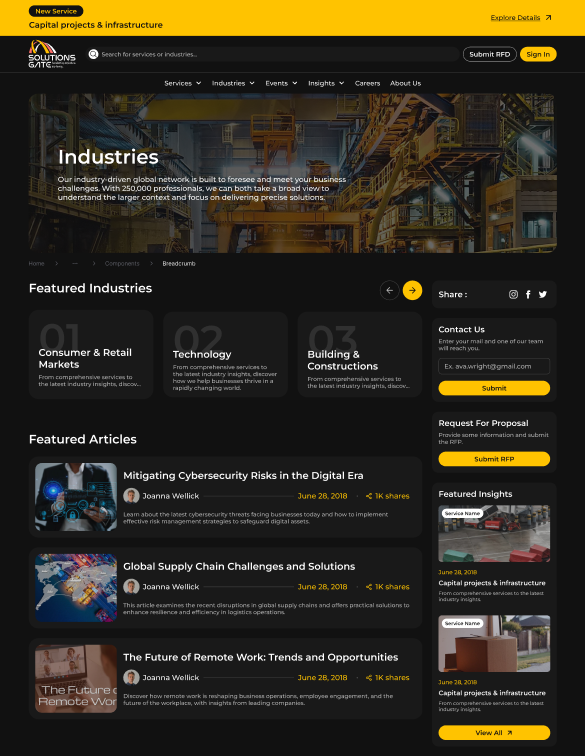 New Service
Capital projects & infrastructure
Explore Details
SOLUTIONS
GATE
Search for services or industries...
Submit RFD
Sign In
Services
Industries
Events
Insights
Careers
About Us
Industries
Our industry-driven global network is built to foresee and meet your business
challenges. With 250,000 professionals, we can both take a broad view to
understand the larger context and focus on delivering precise solutions.
Home
Components
Breadcrumb
Featured Industries
01
Consumer & Retail
Markets
From comprehensive services to
the latest industry insights, discov...
02
Technology
From comprehensive services to
the latest industry insights, discover
how we help businesses thrive in a
rapidly changing world.
03
Building &
Constructions
From comprehensive services to
the latest industry insights, discov...
Featured Articles
Mitigating Cybersecurity Risks in the Digital Era
Joanna Wellick
June 28, 2018
1K shares
Learn about the latest cybersecurity threats facing businesses today and how to implement
effective risk management strategies to safeguard digital assets.
Global Supply Chain Challenges and Solutions
Joanna Wellick
June 28, 2018
1K shares
This article examines the recent disruptions in global supply chains and offers practical solutions to
enhance resilience and efficiency in logistics operations.
The Future o
Remote Wor
The Future of Remote Work: Trends and Opportunities
Joanna Wellick
June 28, 2018
1K shares
Discover how remote work is reshaping business operations, employee engagement, and the
future of the workplace, with insights from leading companies.
Share :
Contact Us
Enter your mail and one of our team
will reach you.
Ex. ava.wright@gmail.com
Submit
Request For Proposal
Provide some information and submit
the RFP.
Submit RFP
Featured Insights
Service Name
June 28, 2018
Capital projects & infrastructure
From comprehensive services to the latest
industry insights.
Service Name
June 28, 2018
Capital projects & infrastructure
From comprehensive services to the latest
industry insights.
View All